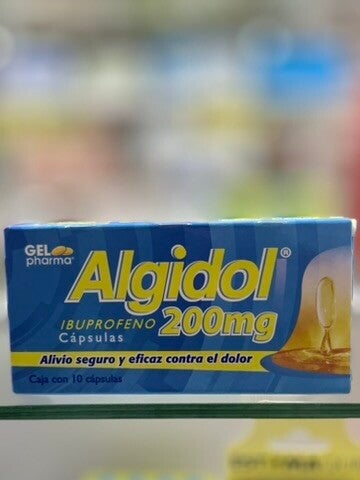 GEL
pharma®
Algidol®
IBUPROFENO 200mg
Cápsulas
Alivio seguro y eficaz contra el dolor
Caja con 10 cápsulas